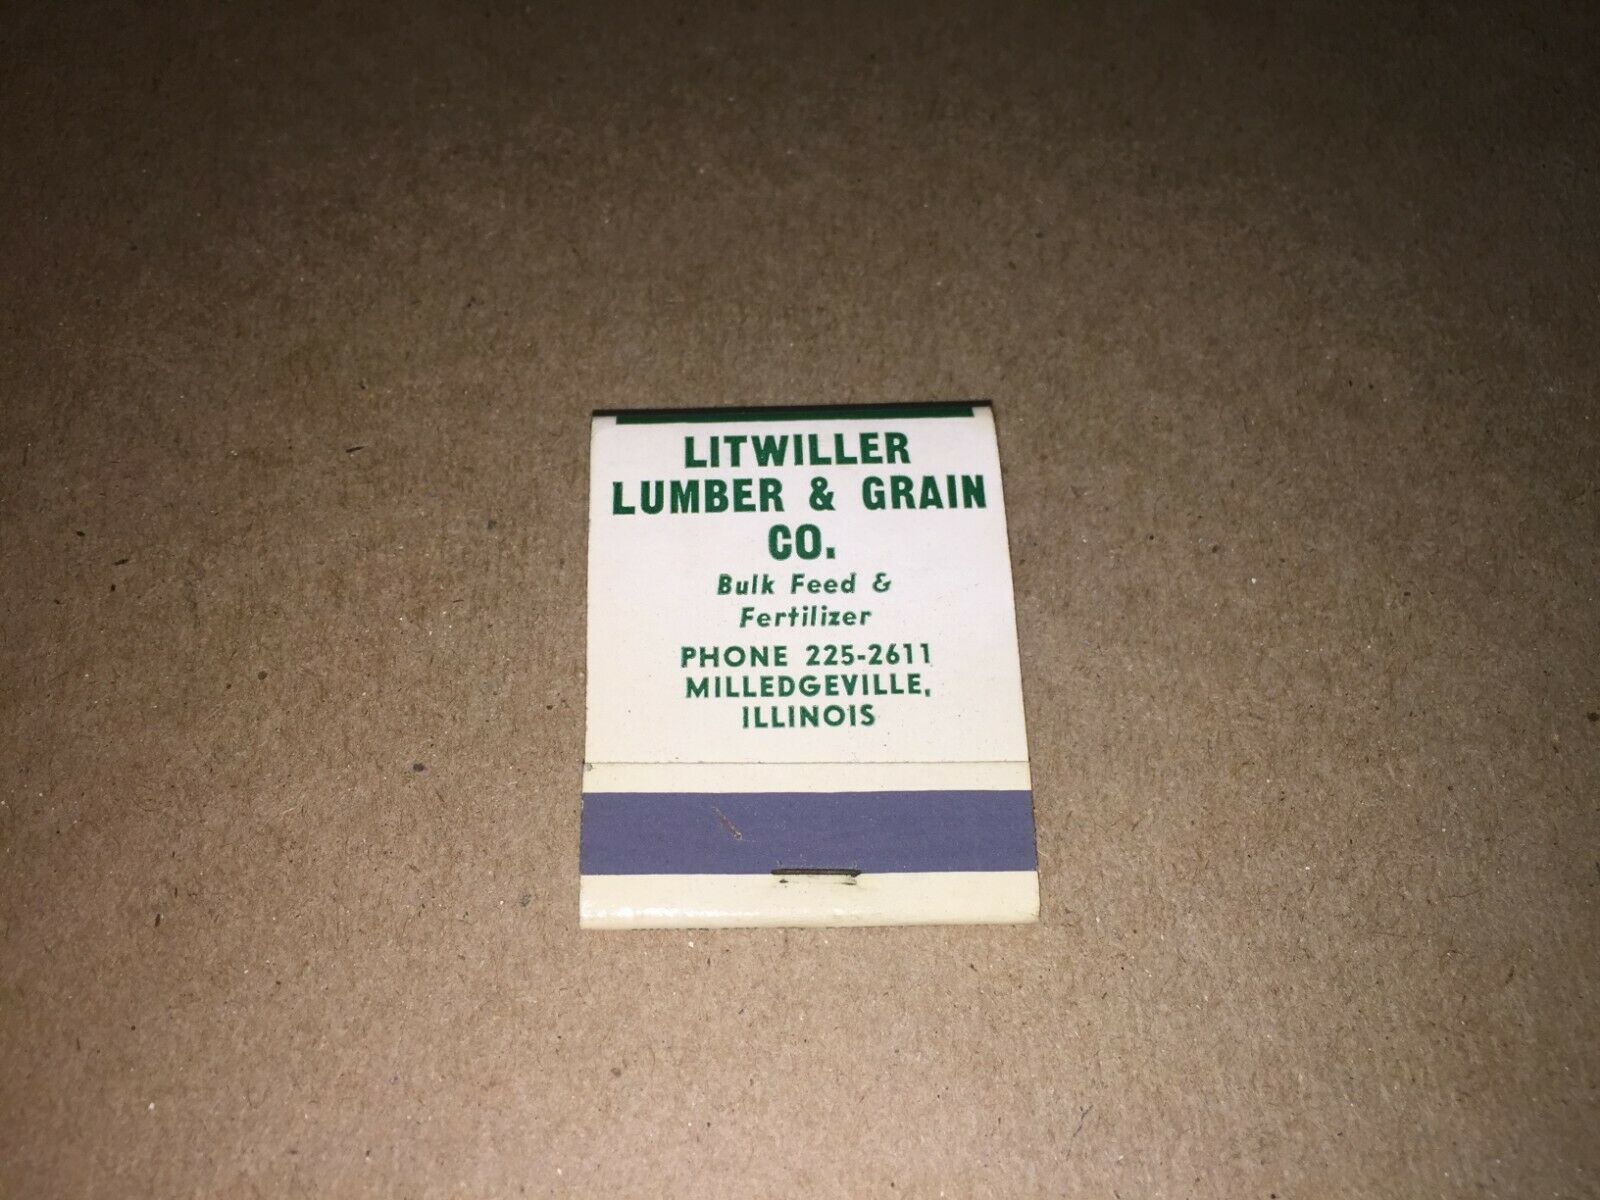 LITWILLER
LUMBER & GRAIN
CO.
Bulk Feed &
Fertilizer
PHONE 225-2611
MILLEDGEVILLE,
ILLINOIS